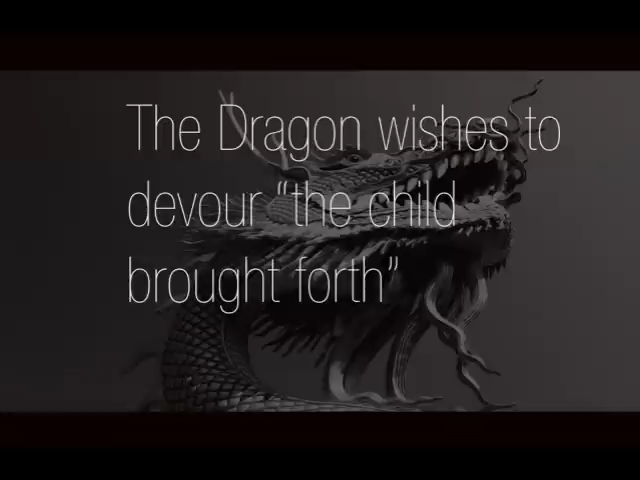 The Dragon wishes to
devour “the child
brought forth”